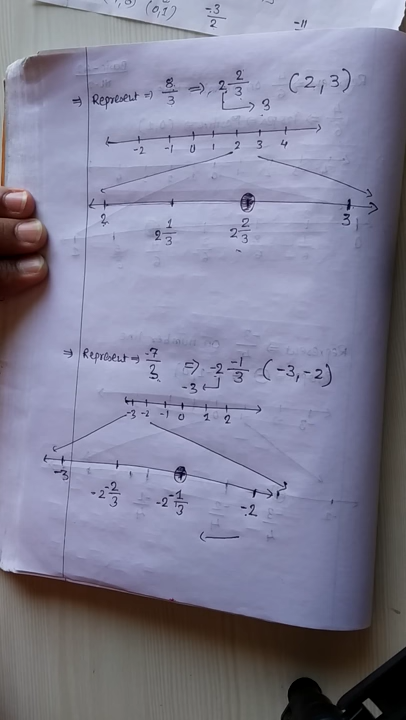 (0,1) -3/2 -11
⇒ Represent ⇒ 8/3 ⇒ 2 2/3 (2,3)
↳ 3
-2 -1 0 1 2 3 4
2 2 1/3 2 2/3 3
⇒ Represent ⇒ -7/3 ⇒ -2 -1/3 (-3,-2)
-3 ↲
-3 -2 -1 0 1 2
-3 -2 -2/3 -2 -1/3 -2
←